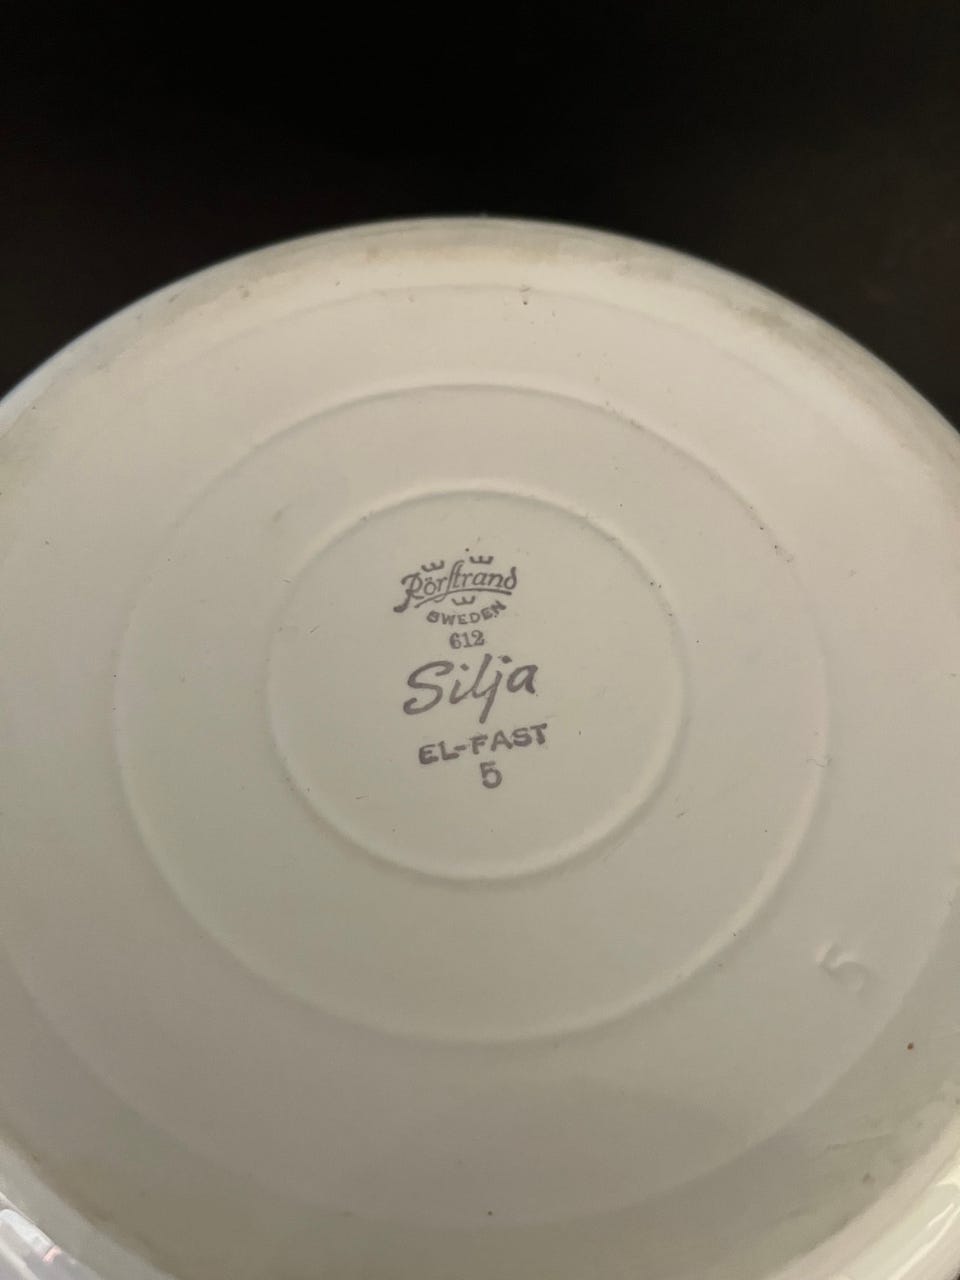 Rörstrand
SWEDEN
612
Silja
EL-FAST
5
5